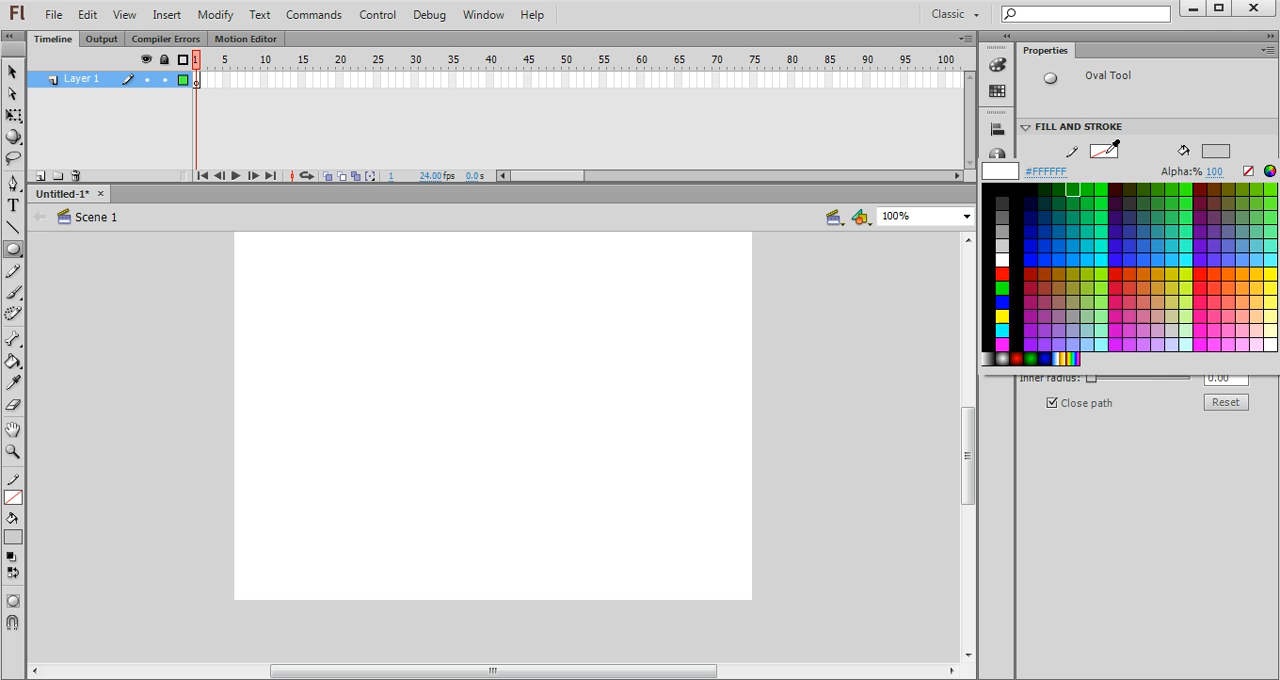 Fl File Edit View Insert Modify Text Commands Control Debug Window Help Classic
Timeline Output Compiler Errors Motion Editor Properties
1 5 10 15 20 25 30 35 40 45 50 55 60 65 70 75 80 85 90 95 100
Layer 1
Oval Tool
FILL AND STROKE
1 24.00 fps 0.0 s
#FFFFFF Alpha:% 100
Untitled-1* ×
Scene 1 100%
T
Inner radius: 0.00
Close path Reset